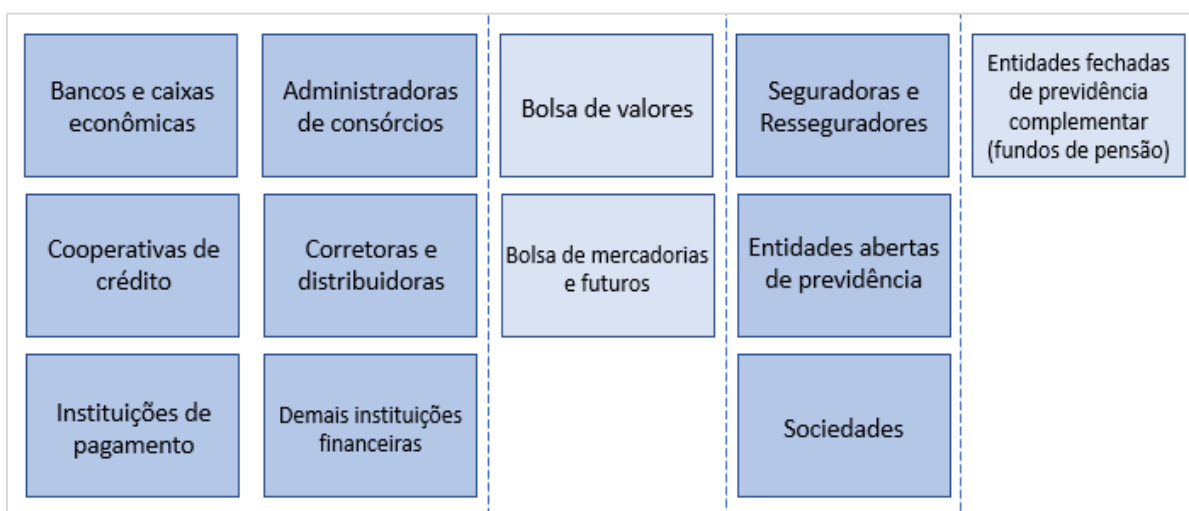 Bancos e caixas
econômicas
Administradoras
de consórcios
Bolsa de valores
Seguradoras e
Resseguradores
Entidades fechadas
de previdência
complementar
(fundos de pensão)
Cooperativas de
crédito
Corretoras e
distribuidoras
Bolsa de mercadorias
e futuros
Entidades abertas
de previdência
Instituições de
pagamento
Demais instituições
financeiras
Sociedades